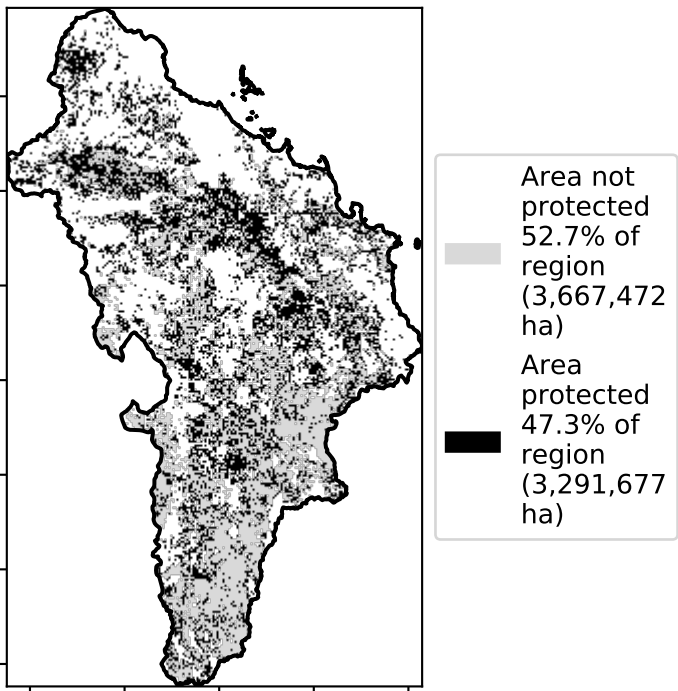 Area not
protected
52.7% of
region
(3,667,472
ha)
Area
protected
47.3% of
region
(3,291,677
ha)